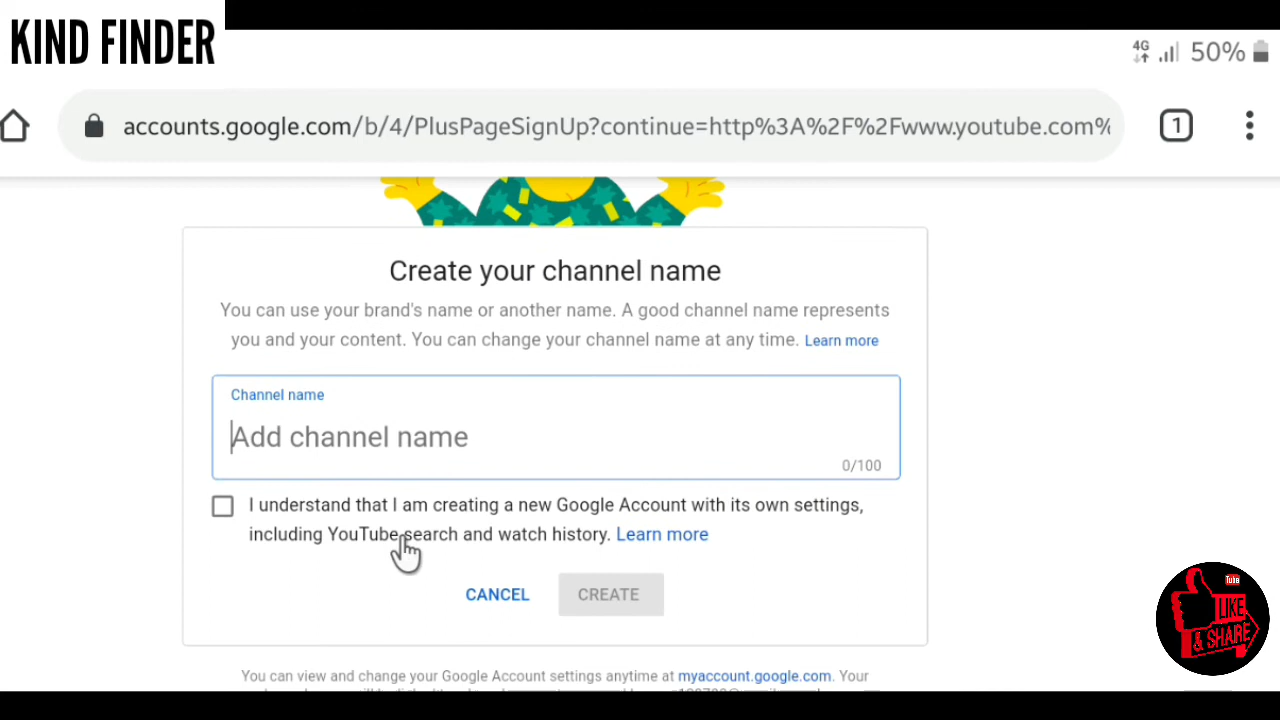 KIND FINDER
4G 50%
accounts.google.com/b/4/PlusPageSignUp?continue=http%3A%2F%2Fwww.youtube.com%
1
Create your channel name
You can use your brand's name or another name. A good channel name represents
you and your content. You can change your channel name at any time. Learn more
Channel name
Add channel name
0/100
I understand that I am creating a new Google Account with its own settings,
including YouTube search and watch history. Learn more
CANCEL CREATE
Tube
LIKE
& SHARE
You can view and change your Google Account settings anytime at myaccount.google.com. Your